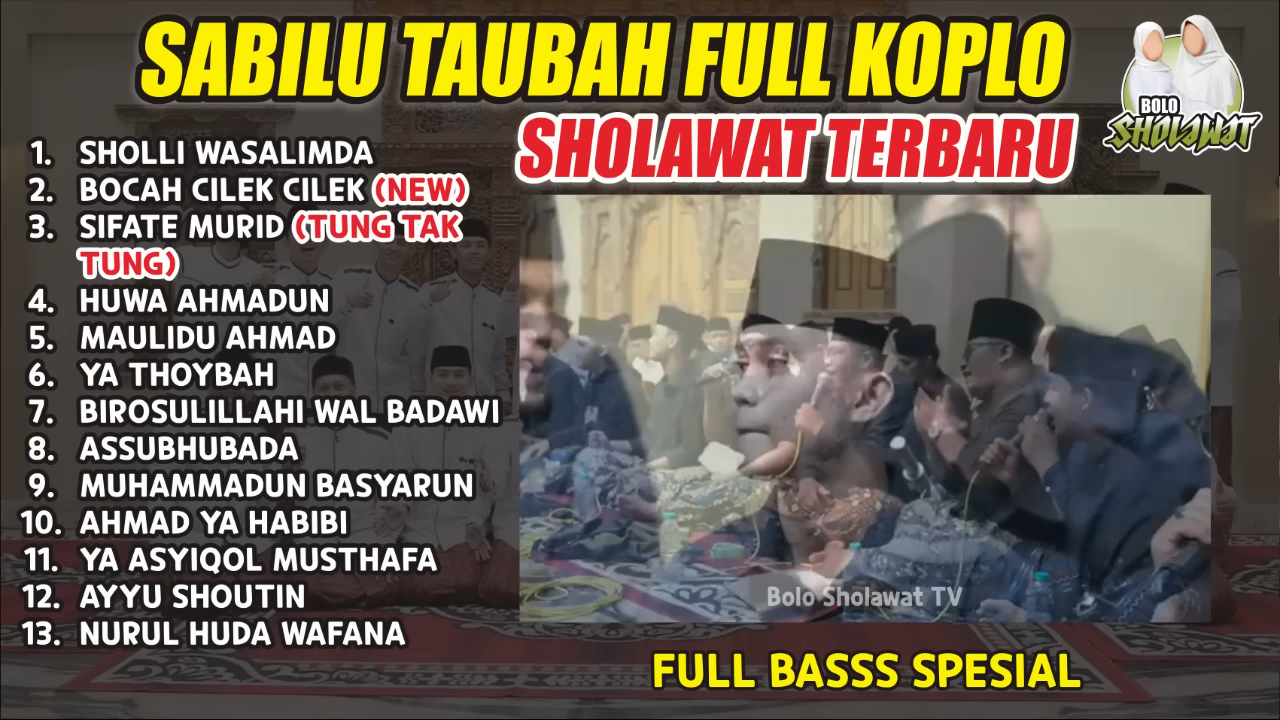 SABILU TAUBAH FULL KOPLO
SHOLAWAT TERBARU
BOLO
SHOLAWAT
1. SHOLLI WASALIMDA
2. BOCAH CILEK CILEK (NEW)
3. SIFATE MURID (TUNG TAK
TUNG)
4. HUWA AHMADUN
5. MAULIDU AHMAD
6. YA THOYBAH
7. BIROSULILLAHI WAL BADAWI
8. ASSUBHUBADA
9. MUHAMMADUN BASYARUN
10. AHMAD YA HABIBI
11. YA ASYIQOL MUSTHAFA
12. AYYU SHOUTIN
13. NURUL HUDA WAFANA
Bolo Sholawat TV
FULL BASSS SPESIAL